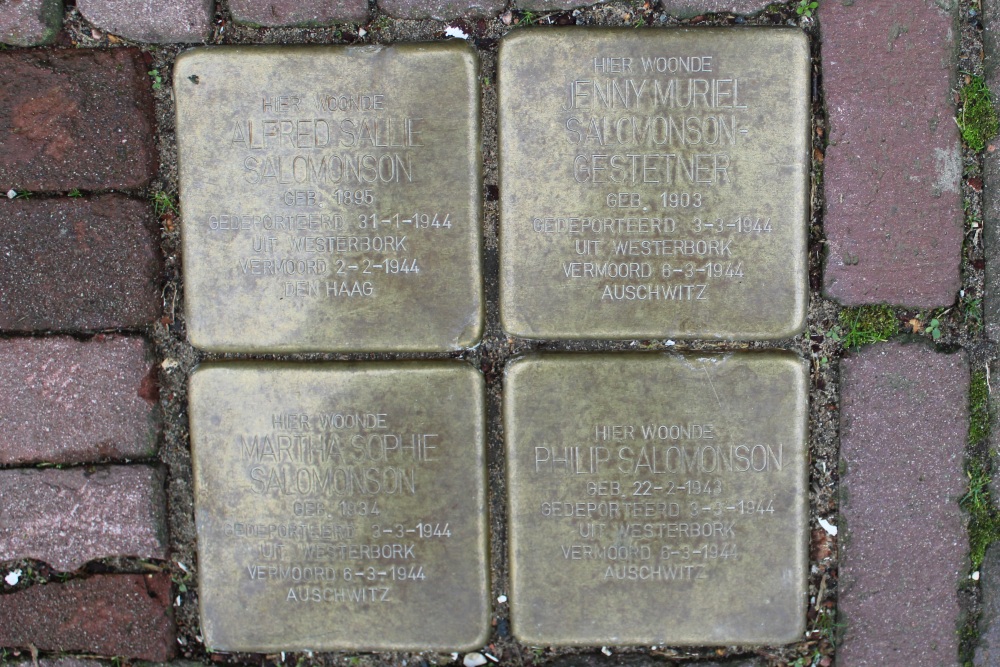 HIER WOONDE
ALFRED SALLIE
SALOMONSON
GEB. 1895
GEDEPORTEERD 31-1-1944
UIT WESTERBORK
VERMOORD 2-2-1944
DEN HAAG
HIER WOONDE
JENNY MURIEL
SALOMONSON-
GESTETNER
GEB. 1903
GEDEPORTEERD 3-3-1944
UIT WESTERBORK
VERMOORD 6-3-1944
AUSCHWITZ
HIER WOONDE
MARTHA SOPHIE
SALOMONSON
GEB. 1934
GEDEPORTEERT 3-3-1944
UIT WESTERBORK
VERMOORD 6-3-1944
AUSCHWITZ
HIER WOONDE
PHILIP SALOMONSON
GEB. 22-2-1943
GEDEPORTEERD 3-3-1944
UIT WESTERBORK
VERMOORD 6-3-1944
AUSCHWITZ